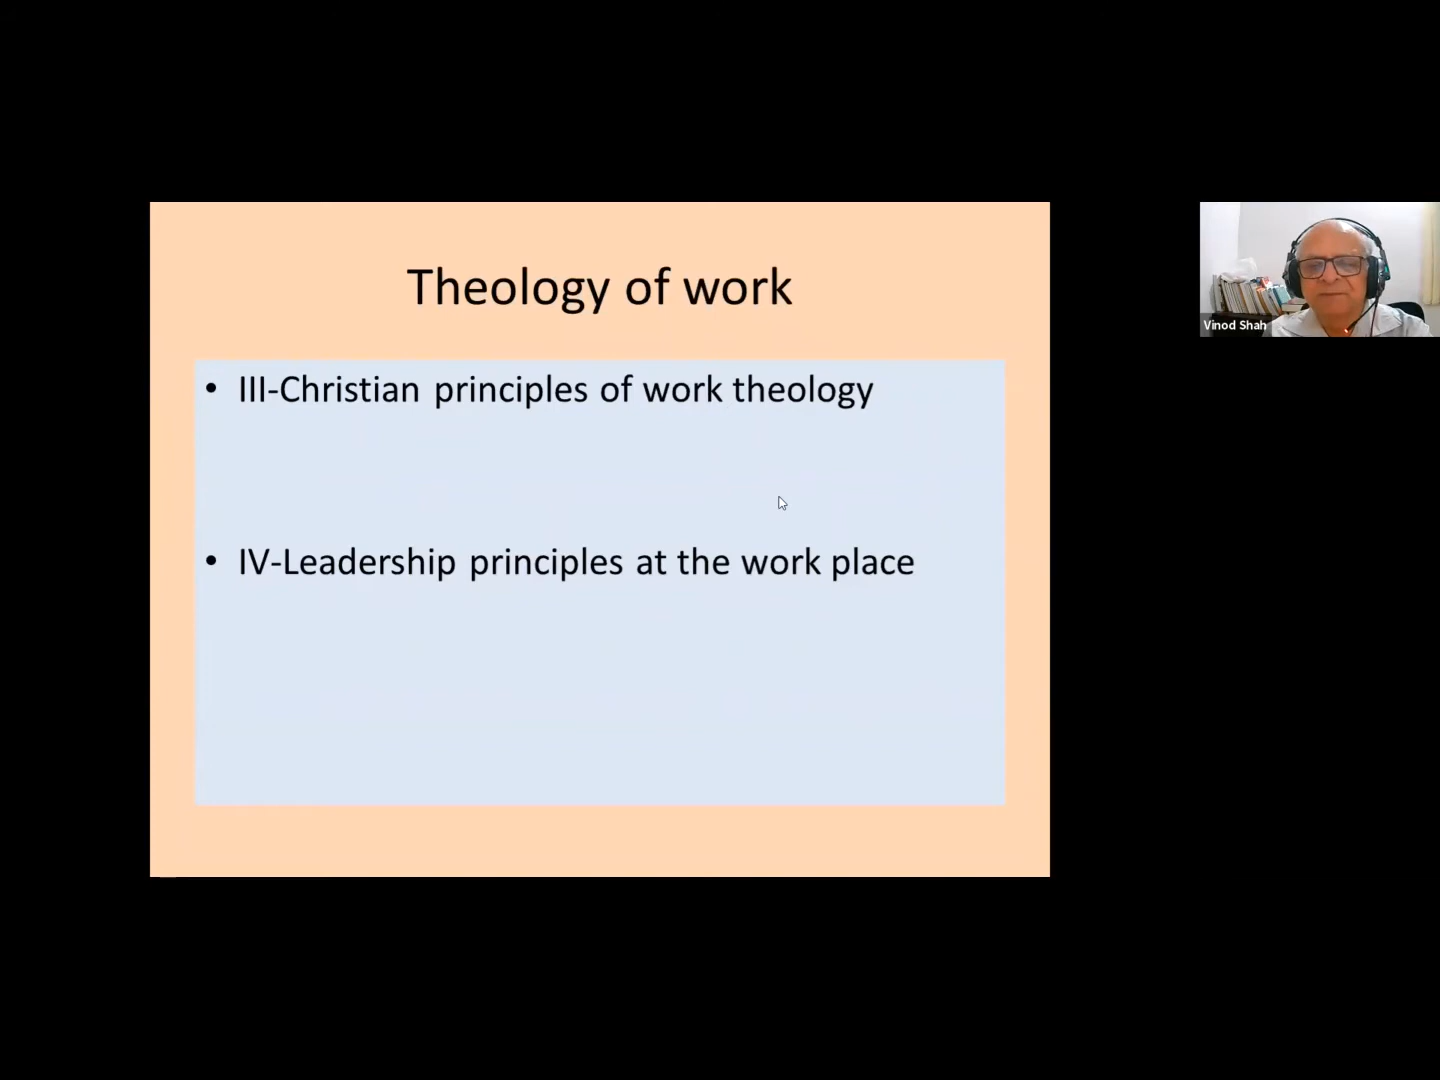 Theology of work
• III-Christian principles of work theology
• IV-Leadership principles at the work place
Vinod Shah